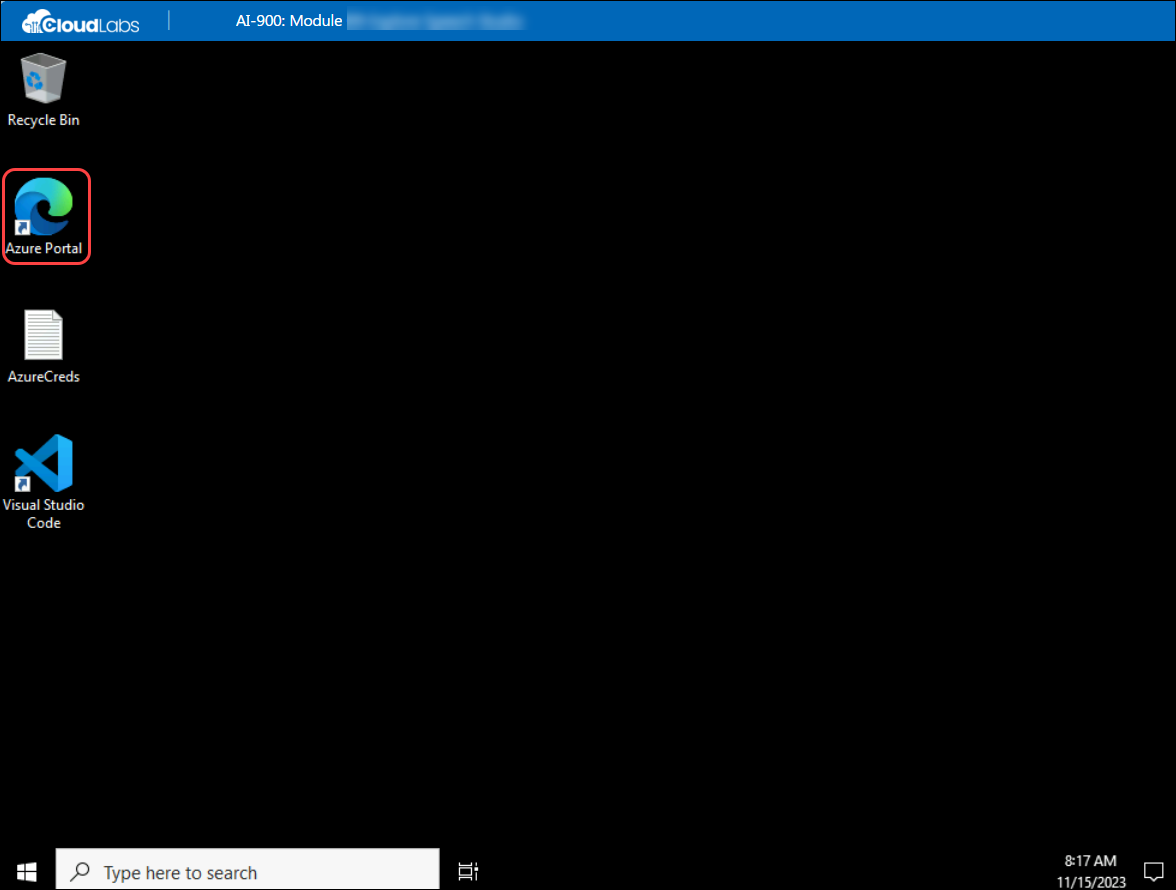 CloudLabs
AI-900: Module
Recycle Bin
Azure Portal
AzureCreds
Visual Studio
Code
Type here to search
8:17 AM
11/15/2023